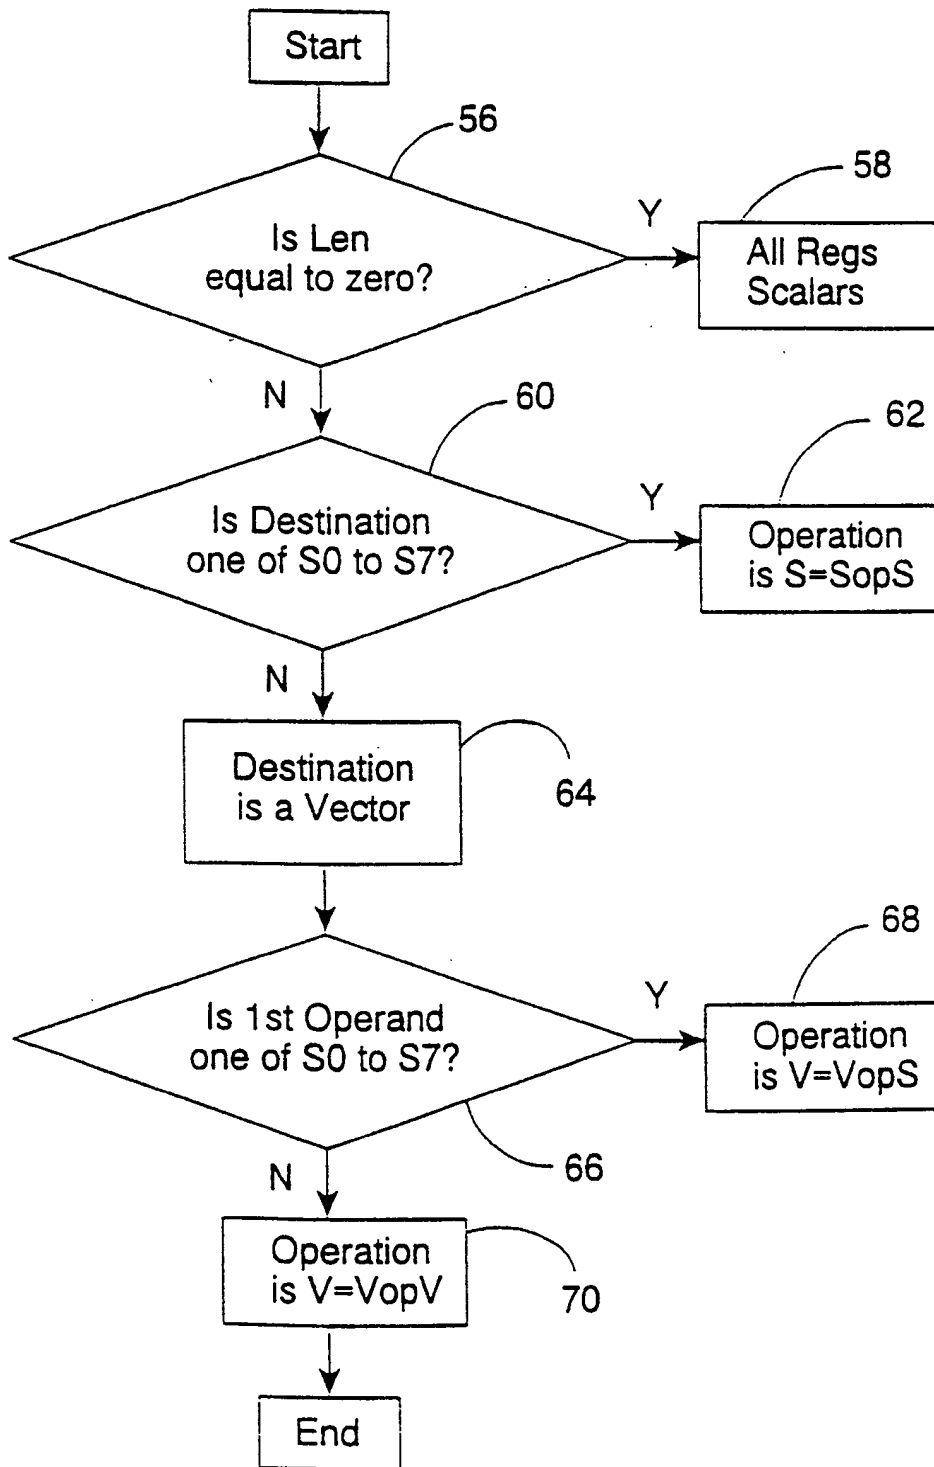 Start
56
Is Len
equal to zero?
Y
58
All Regs
Scalars
N
60
Is Destination
one of S0 to S7?
Y
62
Operation
is S=SopS
N
Destination
is a Vector
64
Is 1st Operand
one of S0 to S7?
Y
68
Operation
is V=VopS
66
N
Operation
is V=VopV
70
End